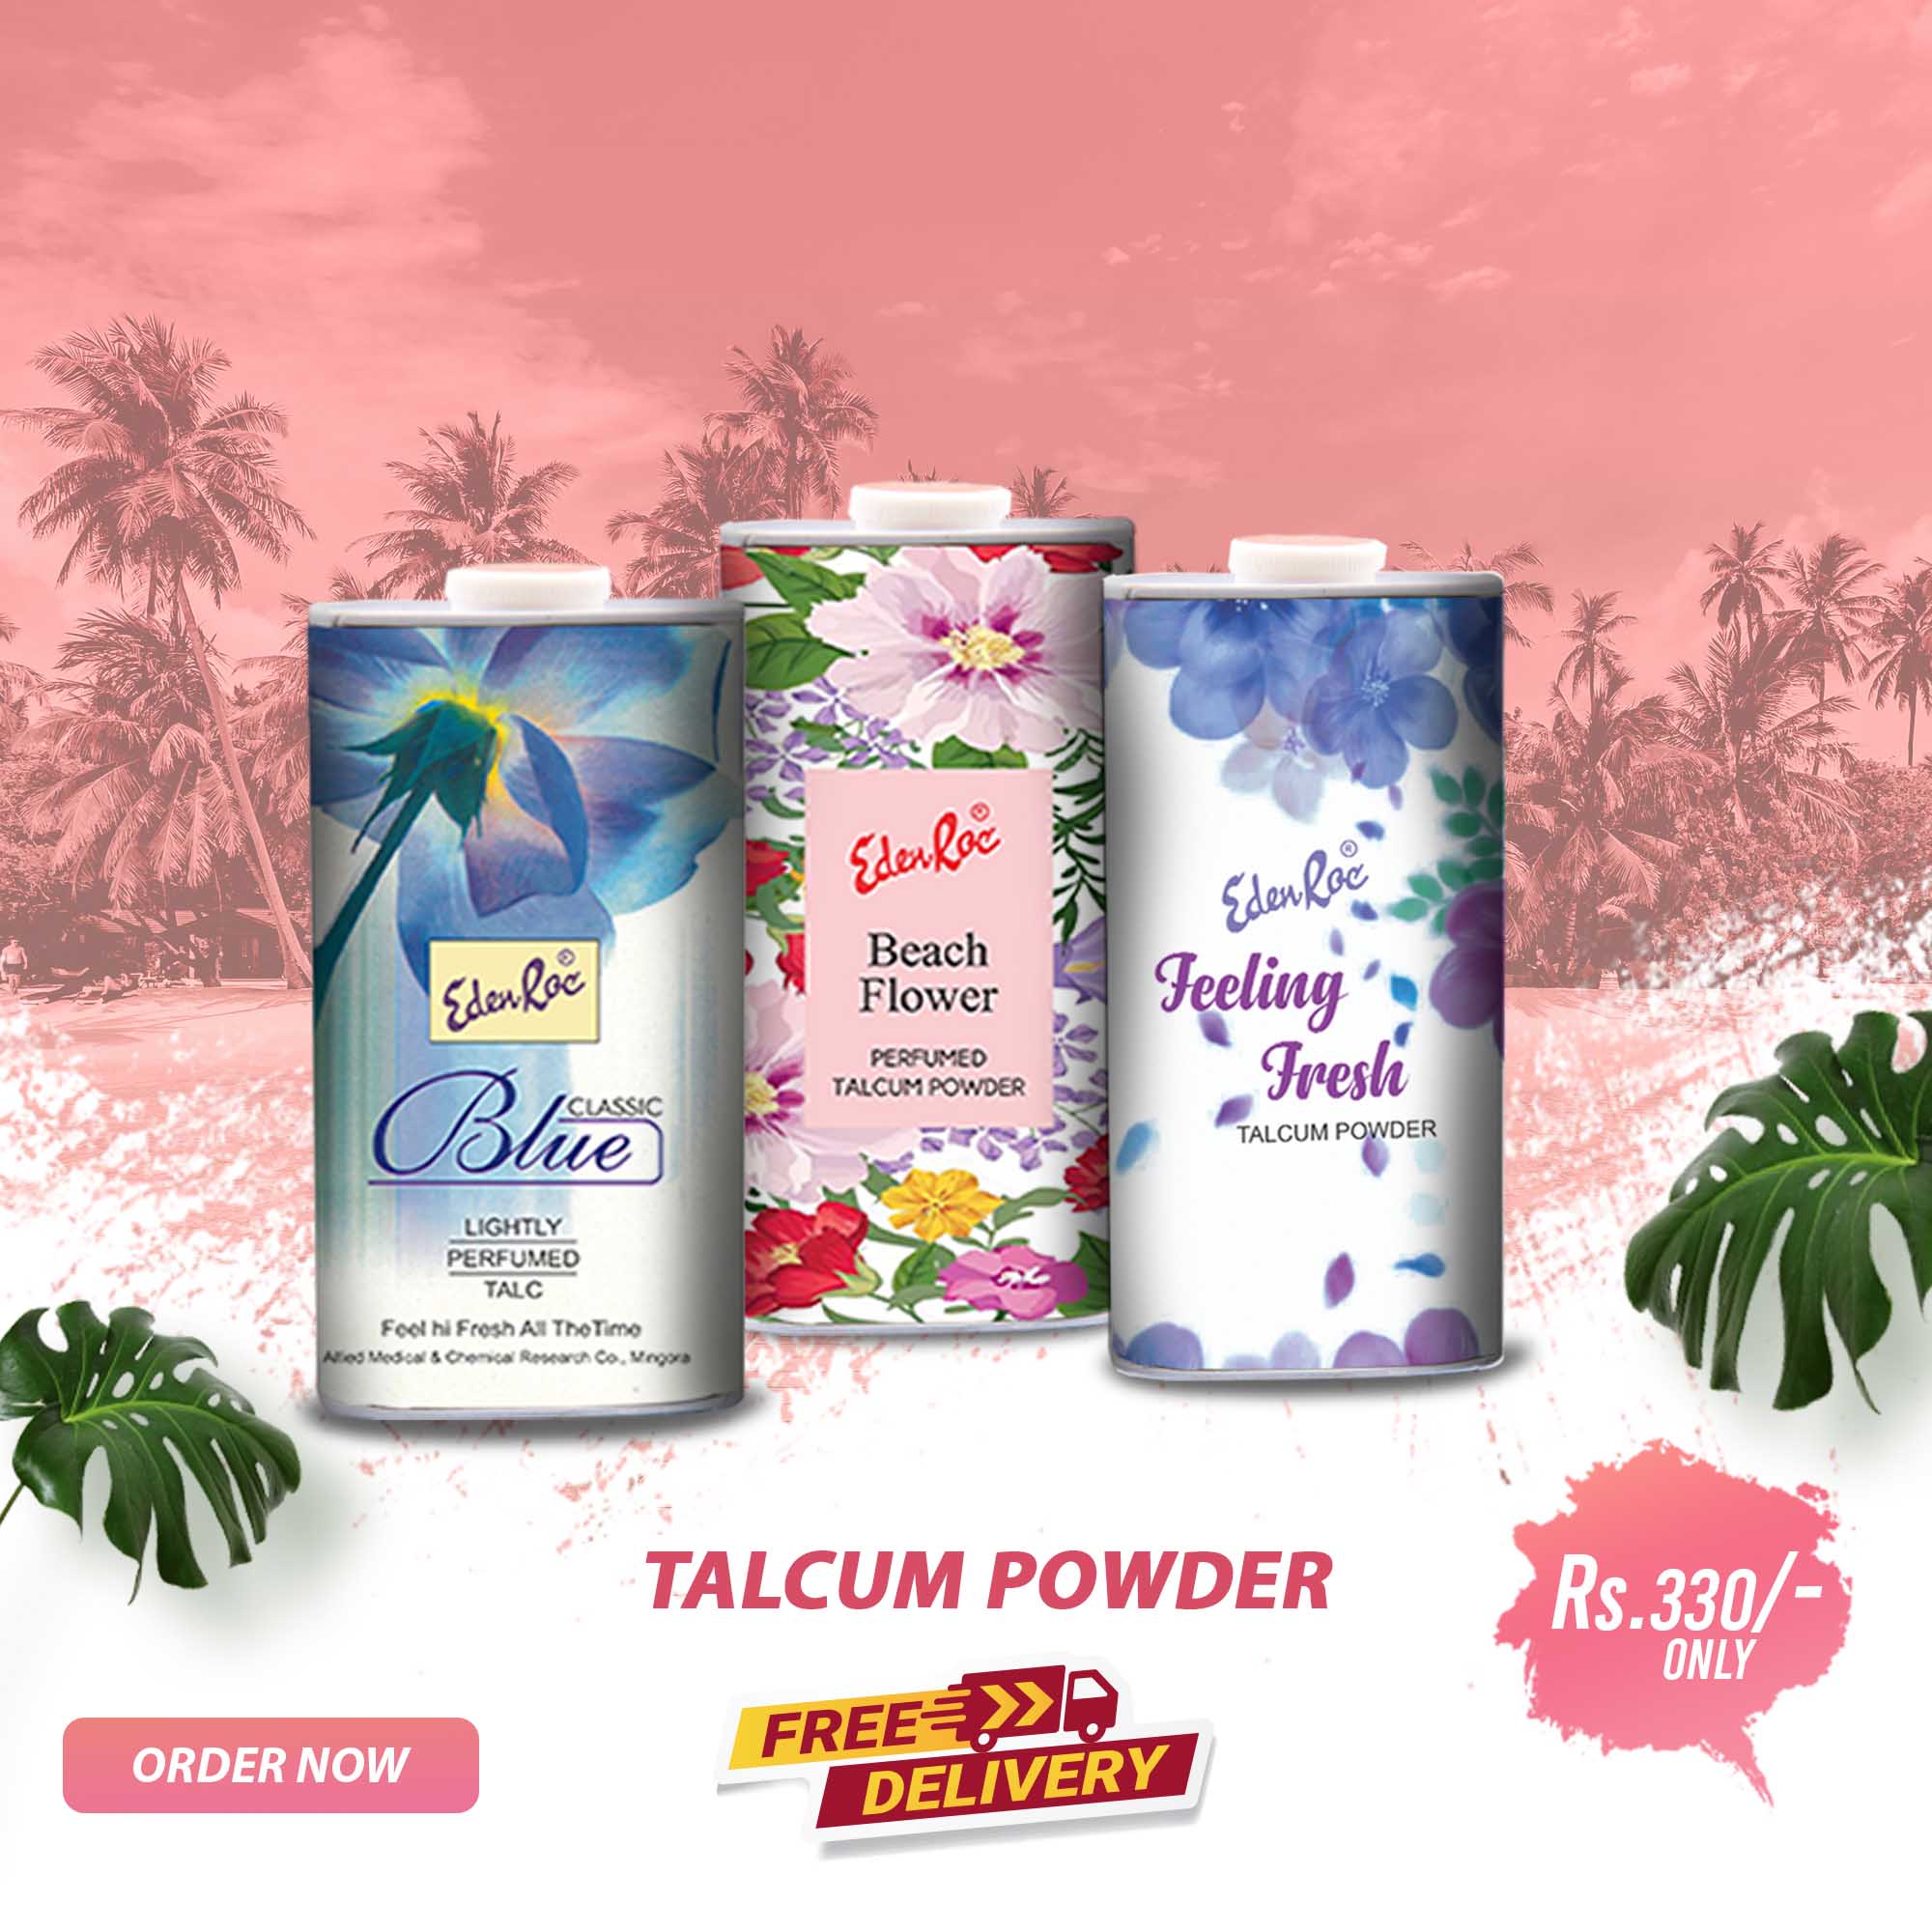 Eden Roc®
CLASSIC
Blue
LIGHTLY
PERFUMED
TALC
Feel hi Fresh All TheTime
Allied Medical & Chemical Research Co., Mingora
Eden Roc®
Beach
Flower
PERFUMED
TALCUM POWDER
Eden Roc®
Feeling
Fresh
TALCUM POWDER
TALCUM POWDER
Rs.330/-
ONLY
FREE
DELIVERY
ORDER NOW